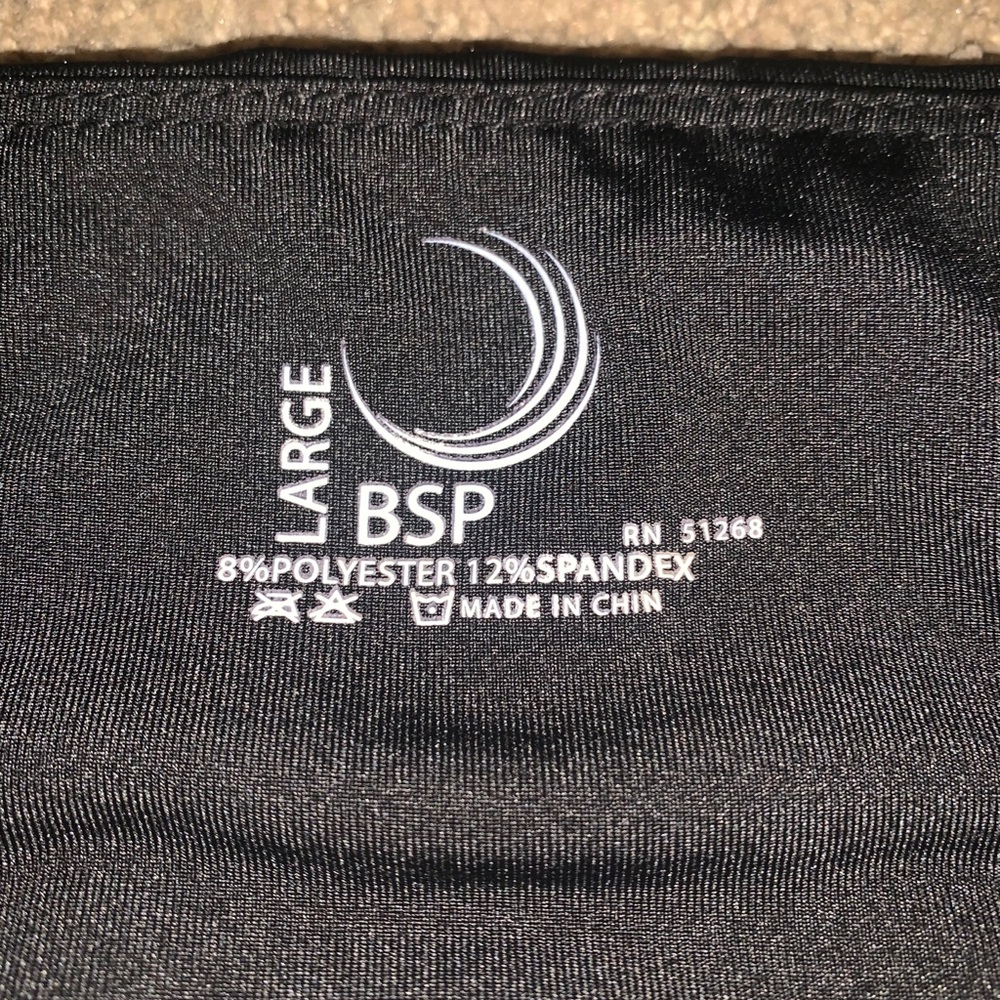 LARGE
BSP
RN 51268
8%POLYESTER 12%SPANDEX
MADE IN CHIN